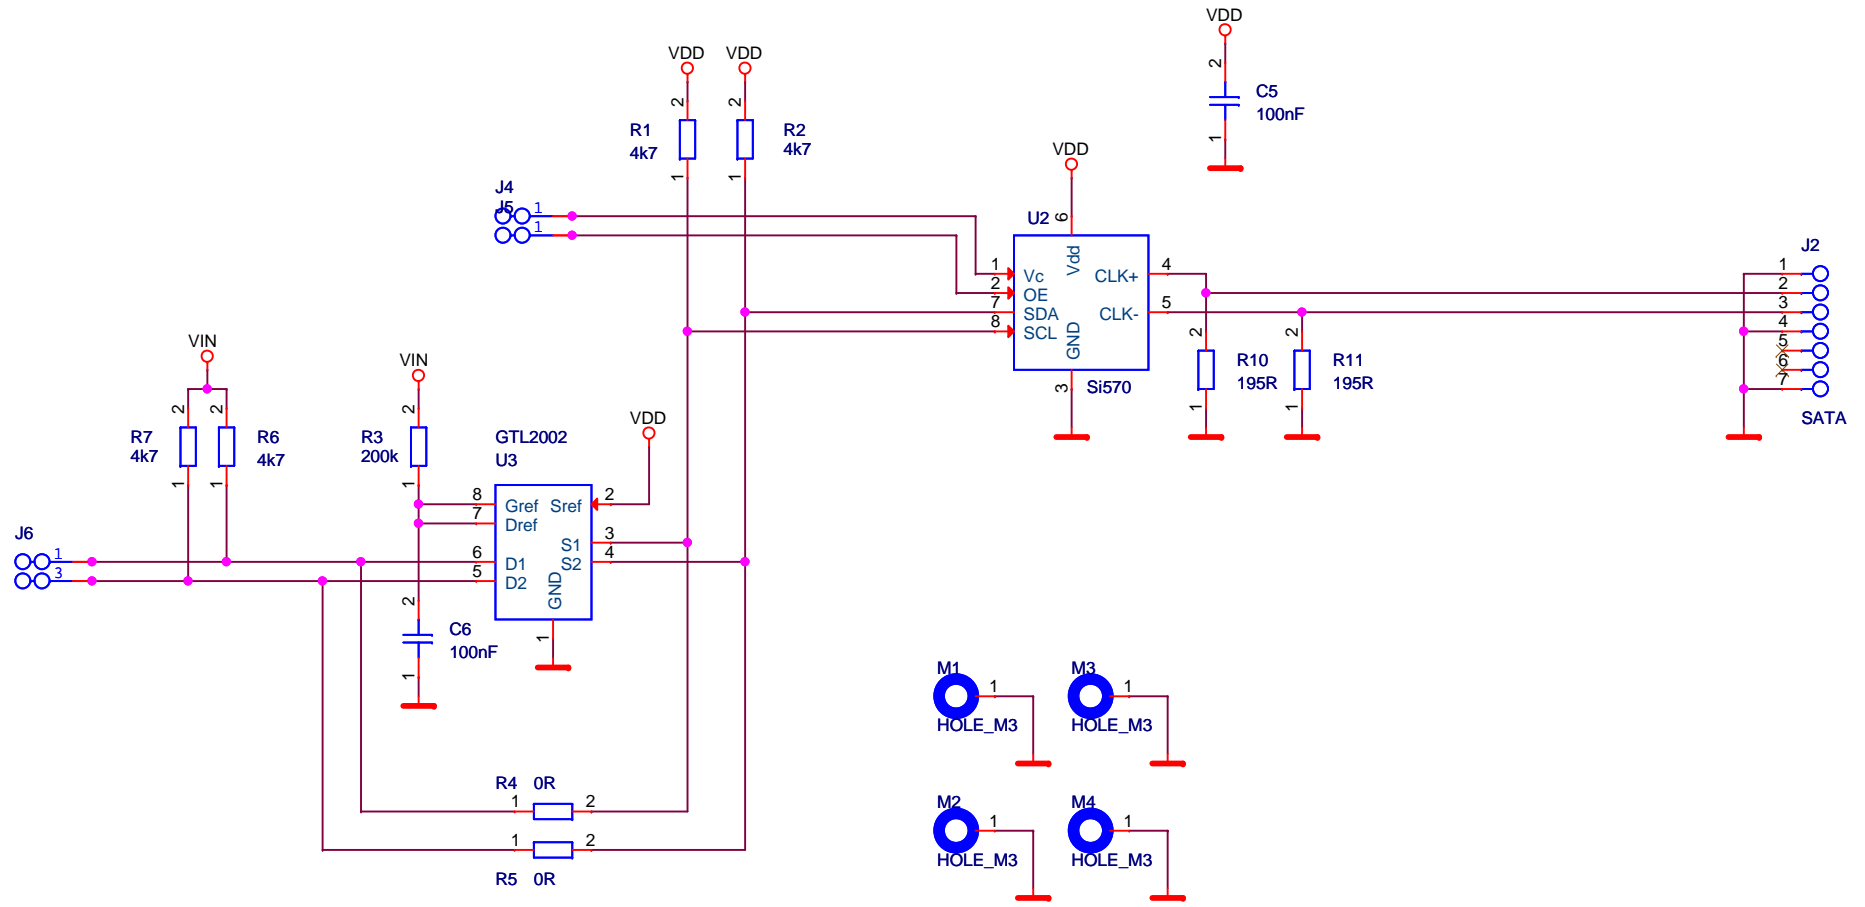 VDD
2
C5
100nF
1
VDD VDD
2 2
R1 R2
4k7 4k7
1 1
J4
J5
1
1
VDD
U2 6
Vdd
1 Vc CLK+ 4
2 OE
7 SDA CLK- 5
8 SCL
GND
3 Si570
2 2
R10 R11
195R 195R
1 1
J2
1
2
3
4
5
6
7
SATA
VIN
2 2
R7 R6
4k7 4k7
1 1
VIN
2
R3
200k
1
VDD
GTL2002
U3
8 Gref Sref 2
7 Dref
S1 3
6 D1 S2 4
5 D2
GND
1
J6
1
3
2
C6
100nF
1
R4 0R
1 2
1 2
R5 0R
M1 M3
1 1
HOLE_M3 HOLE_M3
M2 M4
1 1
HOLE_M3 HOLE_M3